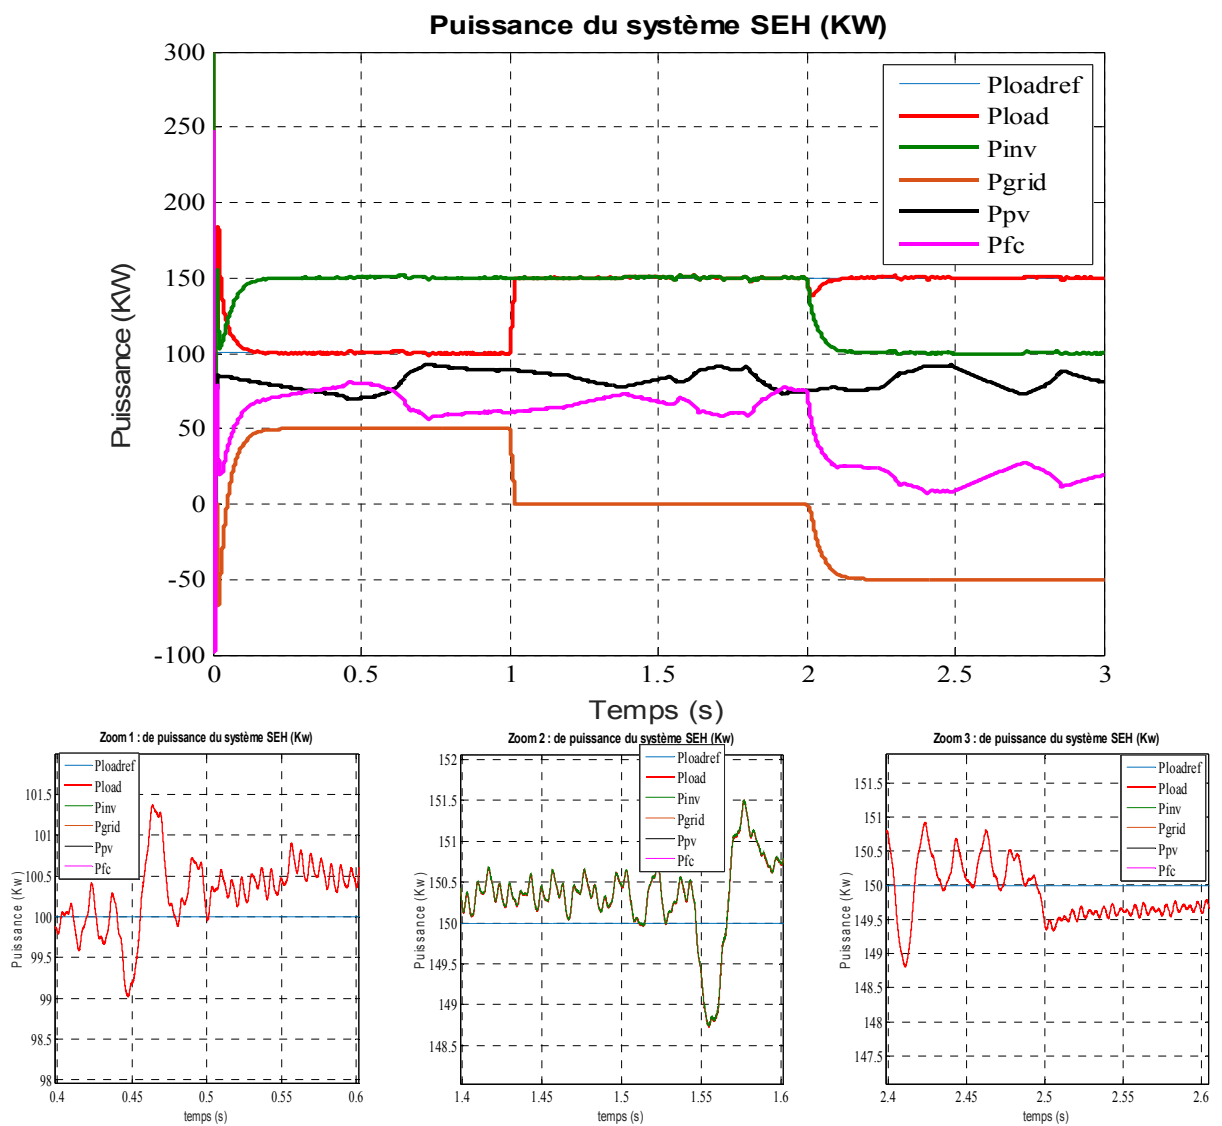 Puissance du système SEH (KW)
300
250
200
150
100
50
0
-50
-100
Puissance (KW)
Ploadref
Pload
Pinv
Pgrid
Ppv
Pfc
0 0.5 1 1.5 2 2.5 3
Temps (s)
Zoom 1 : de puissance du système SEH (Kw)
Ploadref
Pload
Pinv
Pgrid
Ppv
Pfc
101.5
101
100.5
100
99.5
99
98.5
98
Puissance (Kw)
0.4 0.45 0.5 0.55 0.6
temps (s)
Zoom 2 : de puissance du système SEH (Kw)
Ploadref
Pload
Pinv
Pgrid
Ppv
Pfc
152
151.5
151
150.5
150
149.5
149
148.5
Puissance (Kw)
1.4 1.45 1.5 1.55 1.6
temps (s)
Zoom 3 : de puissance du système SEH (Kw)
Ploadref
Pload
Pinv
Pgrid
Ppv
Pfc
151.5
151
150.5
150
149.5
149
148.5
148
147.5
Puissance (Kw)
2.4 2.45 2.5 2.55 2.6
temps (s)